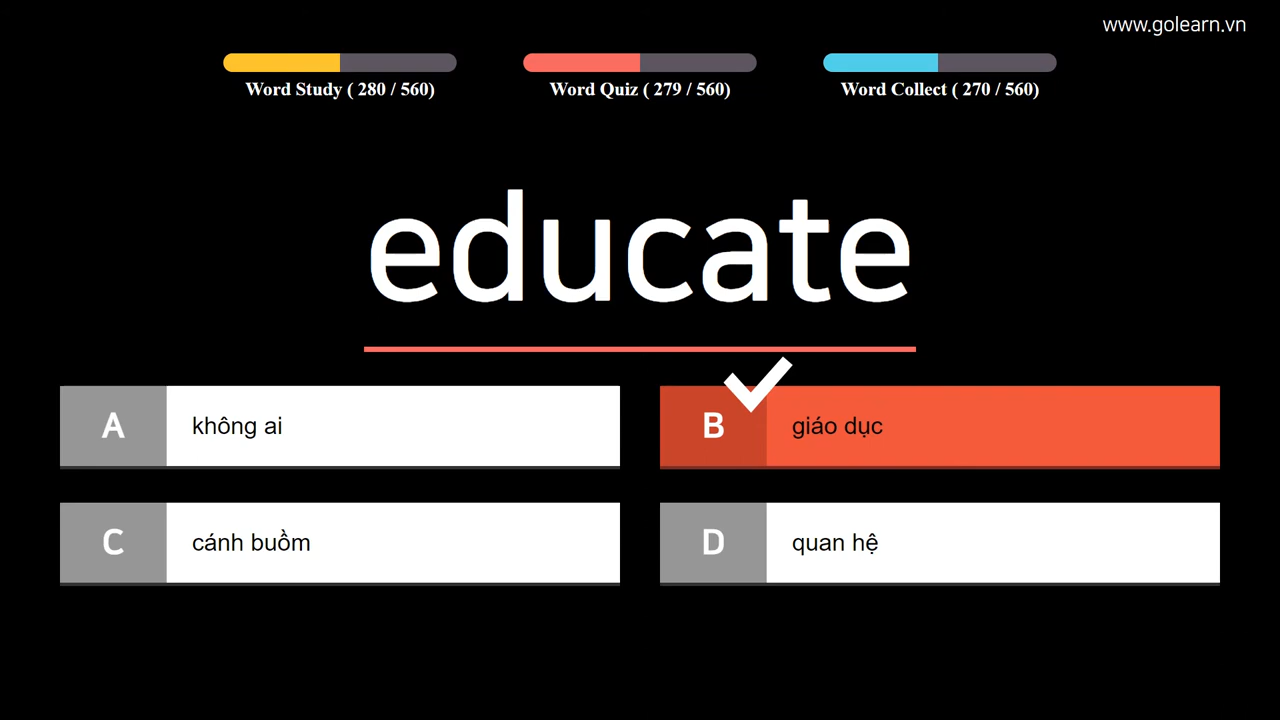 www.golearn.vn
Word Study ( 280 / 560)
Word Quiz ( 279 / 560)
Word Collect ( 270 / 560)
educate
A không ai
B giáo dục
C cánh buồm
D quan hệ